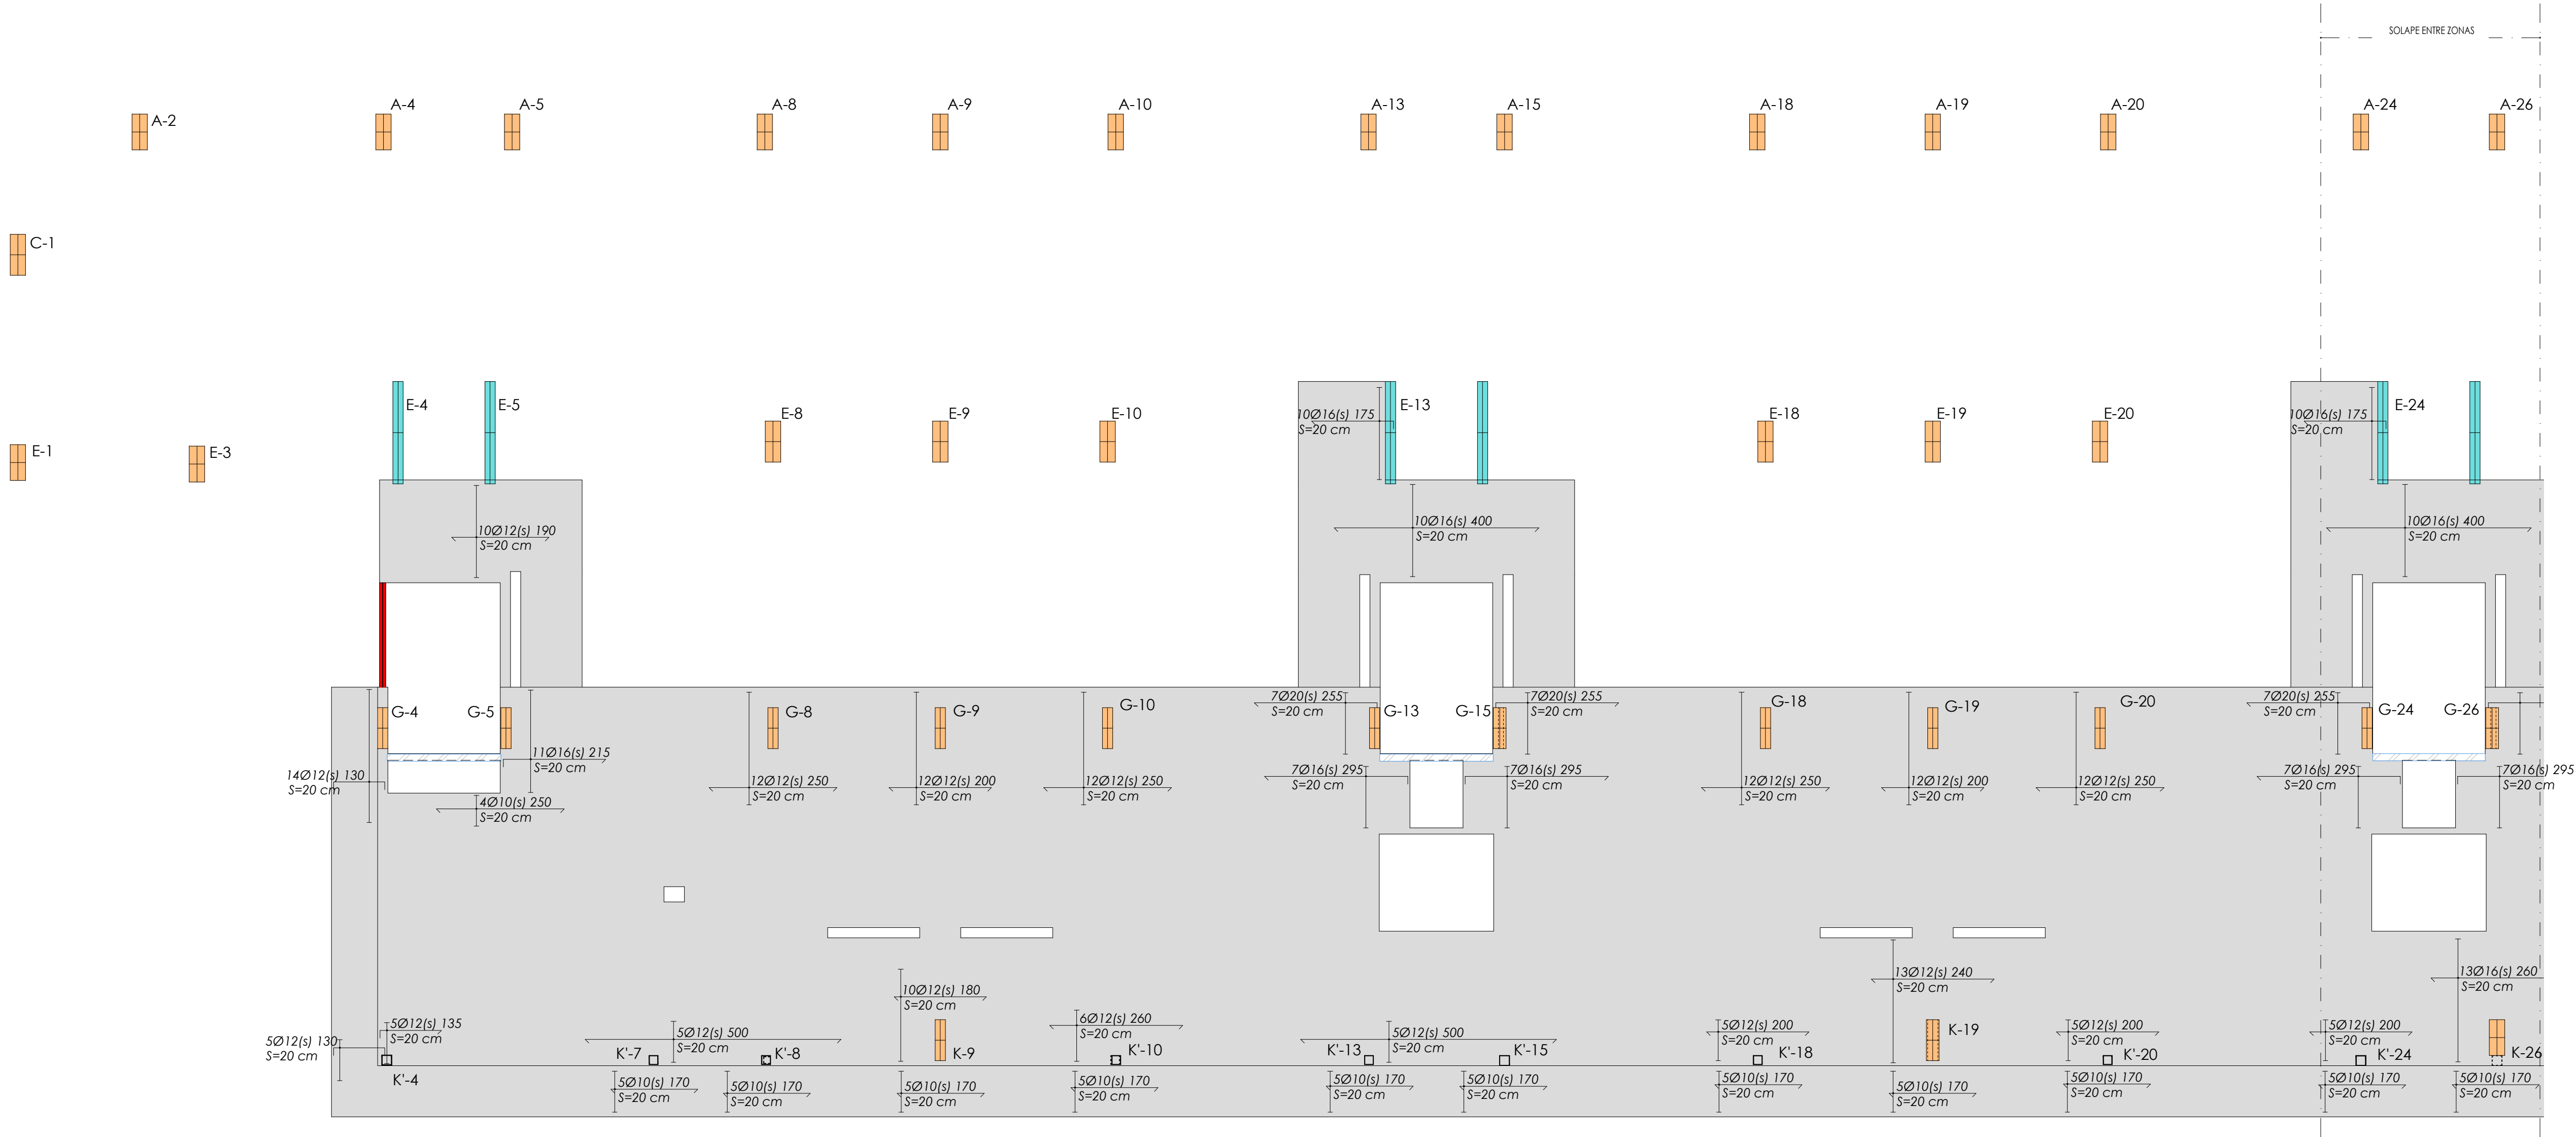 SOLAPE ENTRE ZONAS
A-2
A-4
A-5
A-8
A-9
A-10
A-13
A-15
A-18
A-19
A-20
A-24
A-26
C-1
E-1
E-3
E-4
E-5
E-8
E-9
E-10
10Ø16(s) 175
S=20 cm
E-13
E-18
E-19
E-20
10Ø16(s) 175
S=20 cm
E-24
10Ø12(s) 190
S=20 cm
10Ø16(s) 400
S=20 cm
10Ø16(s) 400
S=20 cm
G-4
G-5
G-8
G-9
G-10
7Ø20(s) 255
S=20 cm
G-13
G-15
7Ø20(s) 255
S=20 cm
G-18
G-19
G-20
7Ø20(s) 255
S=20 cm
G-24
G-26
14Ø12(s) 130
S=20 cm
11Ø16(s) 215
S=20 cm
4Ø10(s) 250
S=20 cm
12Ø12(s) 250
S=20 cm
12Ø12(s) 200
S=20 cm
12Ø12(s) 250
S=20 cm
7Ø16(s) 295
S=20 cm
7Ø16(s) 295
S=20 cm
12Ø12(s) 250
S=20 cm
12Ø12(s) 200
S=20 cm
12Ø12(s) 250
S=20 cm
7Ø16(s) 295
S=20 cm
7Ø16(s) 295
S=20 cm
10Ø12(s) 180
S=20 cm
13Ø12(s) 240
S=20 cm
13Ø16(s) 260
S=20 cm
5Ø12(s) 130
S=20 cm
5Ø12(s) 135
S=20 cm
5Ø12(s) 500
S=20 cm
6Ø12(s) 260
S=20 cm
5Ø12(s) 500
S=20 cm
5Ø12(s) 200
S=20 cm
5Ø12(s) 200
S=20 cm
5Ø12(s) 200
S=20 cm
K'-4
K'-7
K'-8
K-9
K'-10
K'-13
K'-15
K'-18
K-19
K'-20
K'-24
K-26
5Ø10(s) 170
S=20 cm
5Ø10(s) 170
S=20 cm
5Ø10(s) 170
S=20 cm
5Ø10(s) 170
S=20 cm
5Ø10(s) 170
S=20 cm
5Ø10(s) 170
S=20 cm
5Ø10(s) 170
S=20 cm
5Ø10(s) 170
S=20 cm
5Ø10(s) 170
S=20 cm
5Ø10(s) 170
S=20 cm
5Ø10(s) 170
S=20 cm